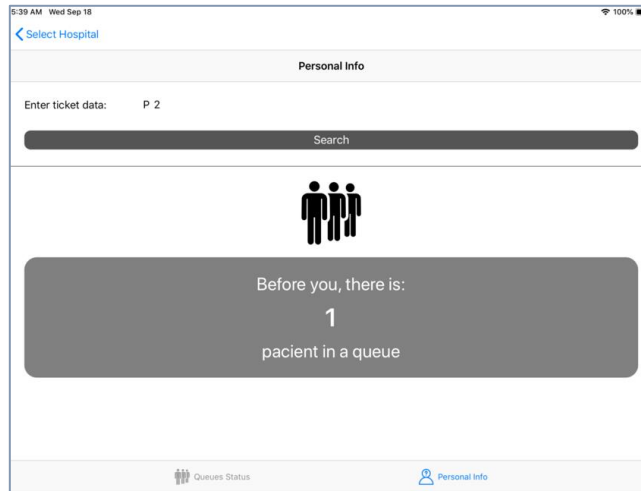 5:39 AM Wed Sep 18 100%
Select Hospital
Personal Info
Enter ticket data: P 2
Search
Before you, there is:
1
pacient in a queue
Queues Status Personal Info